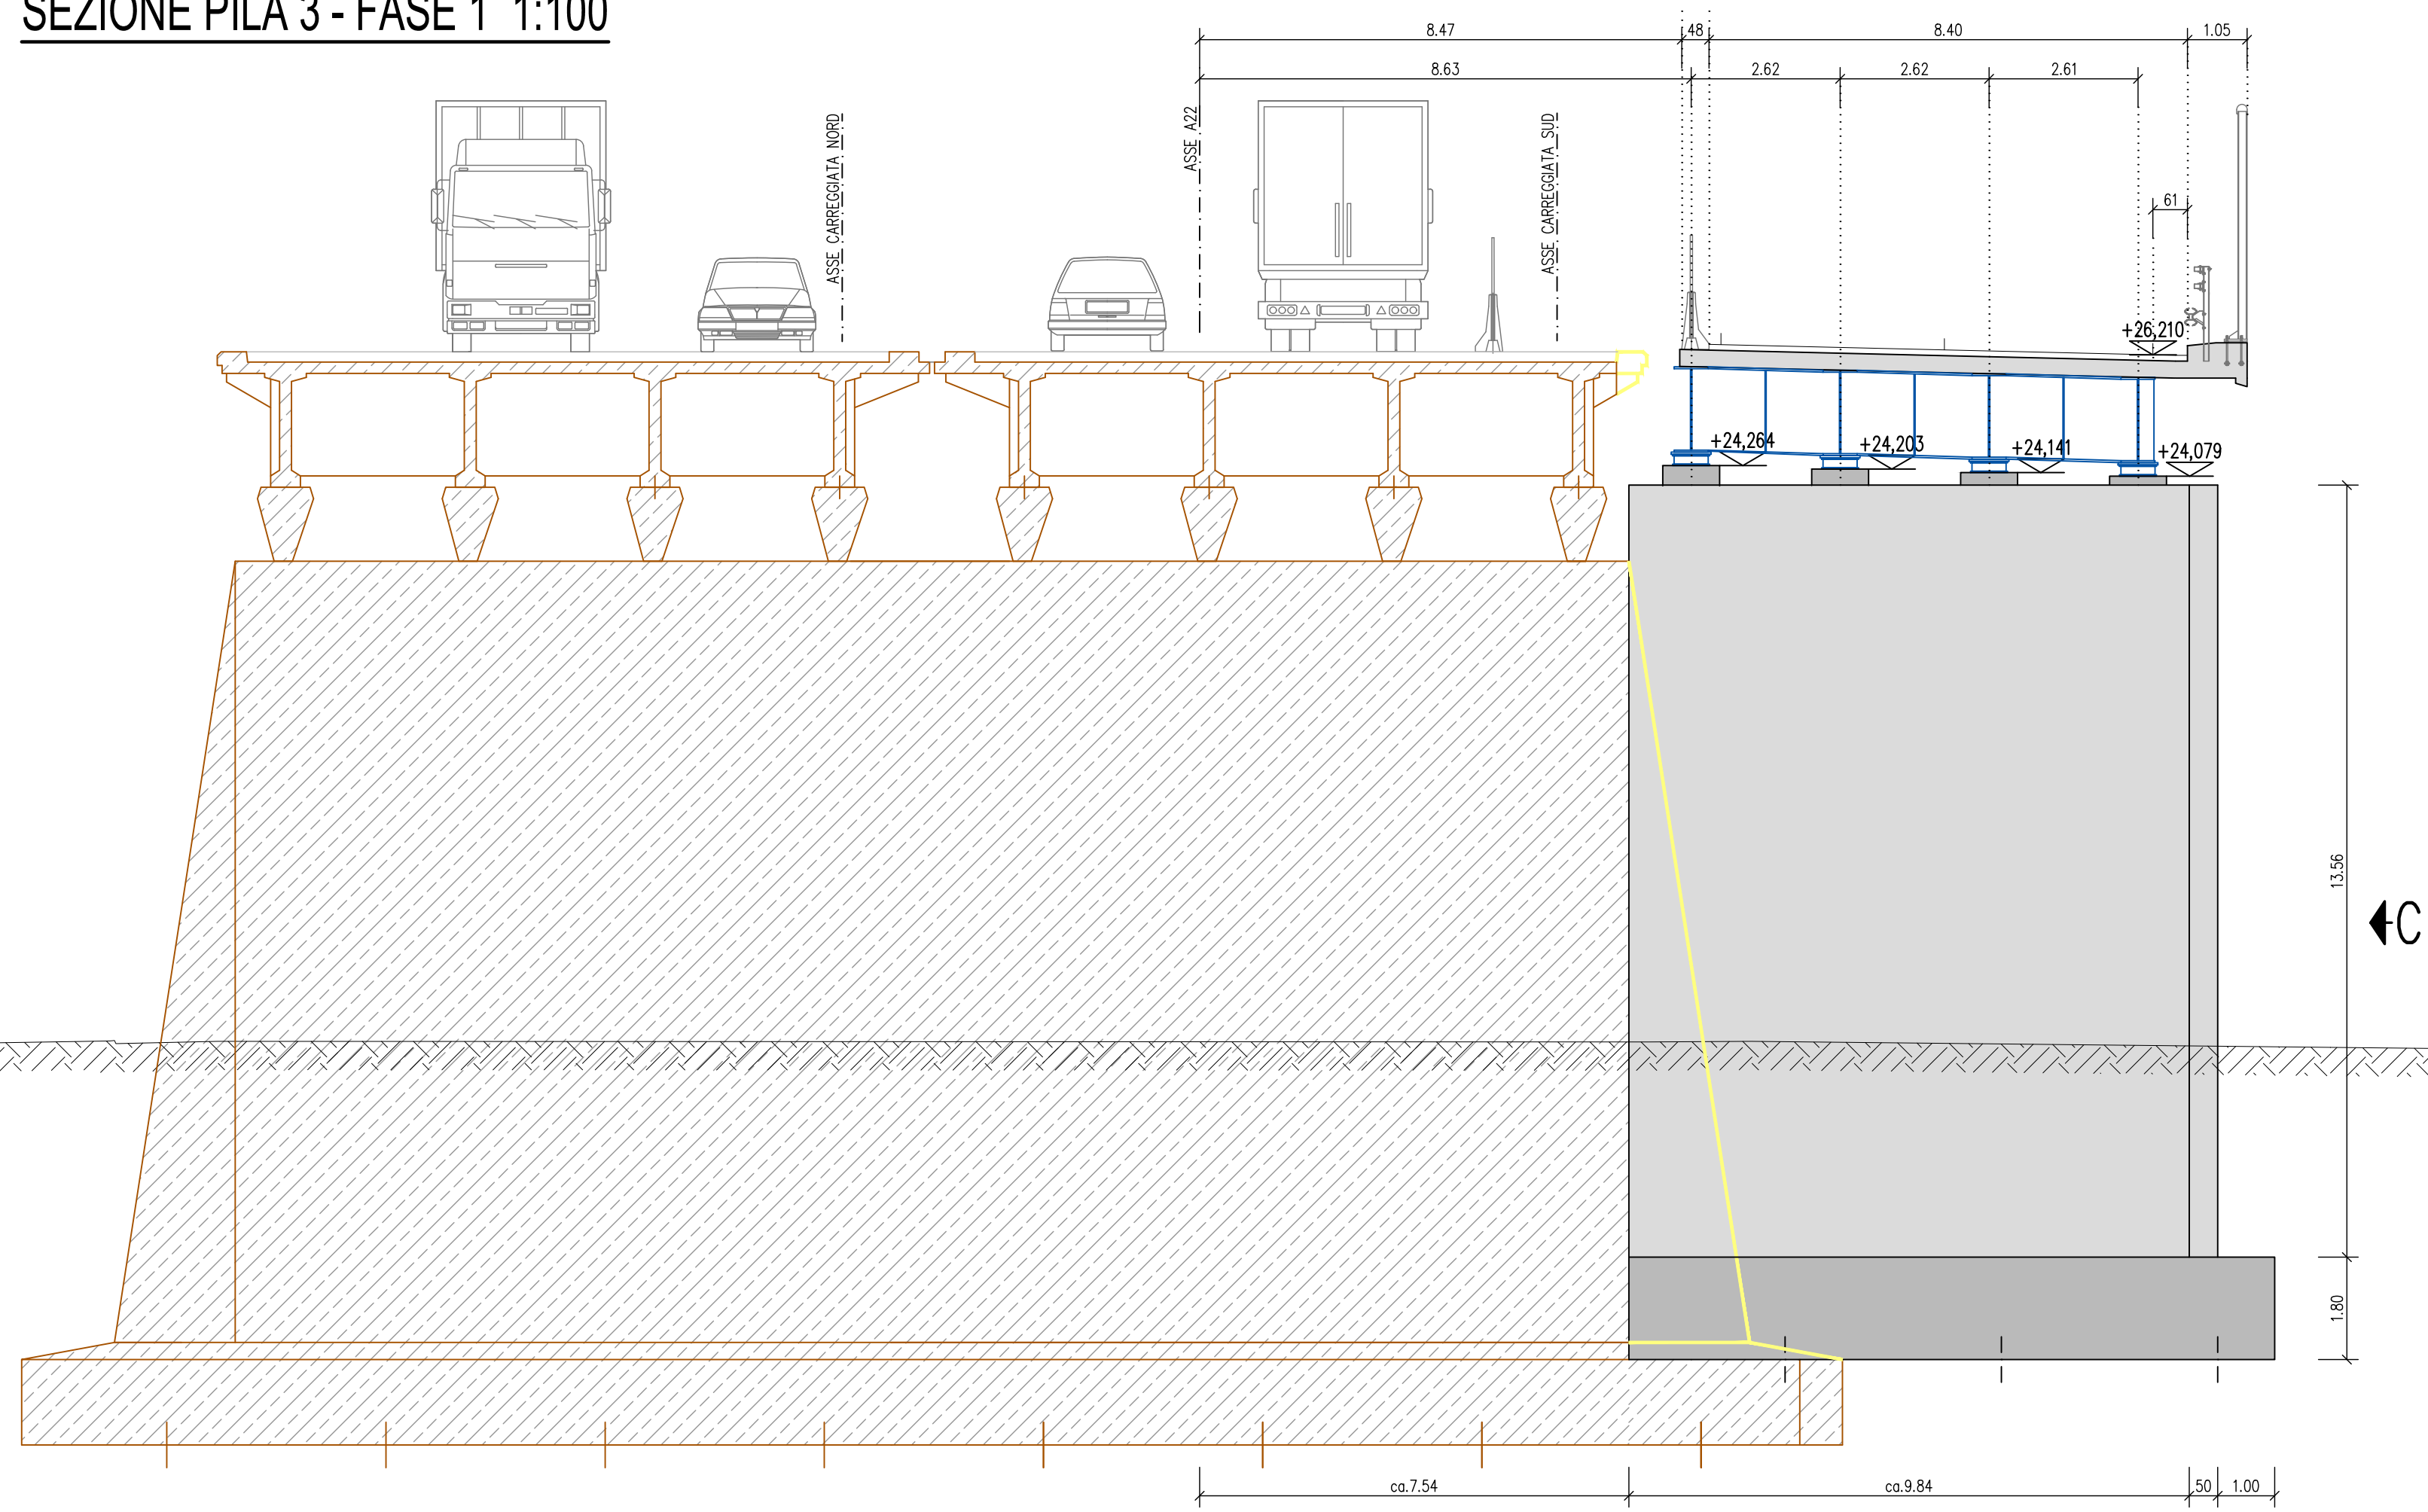 SEZIONE PILA 3 - FASE 1 1:100
8.47
48
8.40
1.05
8.63
2.62
2.62
2.61
ASSE CARREGGIATA NORD
ASSE A22
ASSE CARREGGIATA SUD
61
+26,210
+24,264
+24,203
+24,141
+24,079
13.56
C
1.80
ca.7.54
ca.9.84
50
1.00